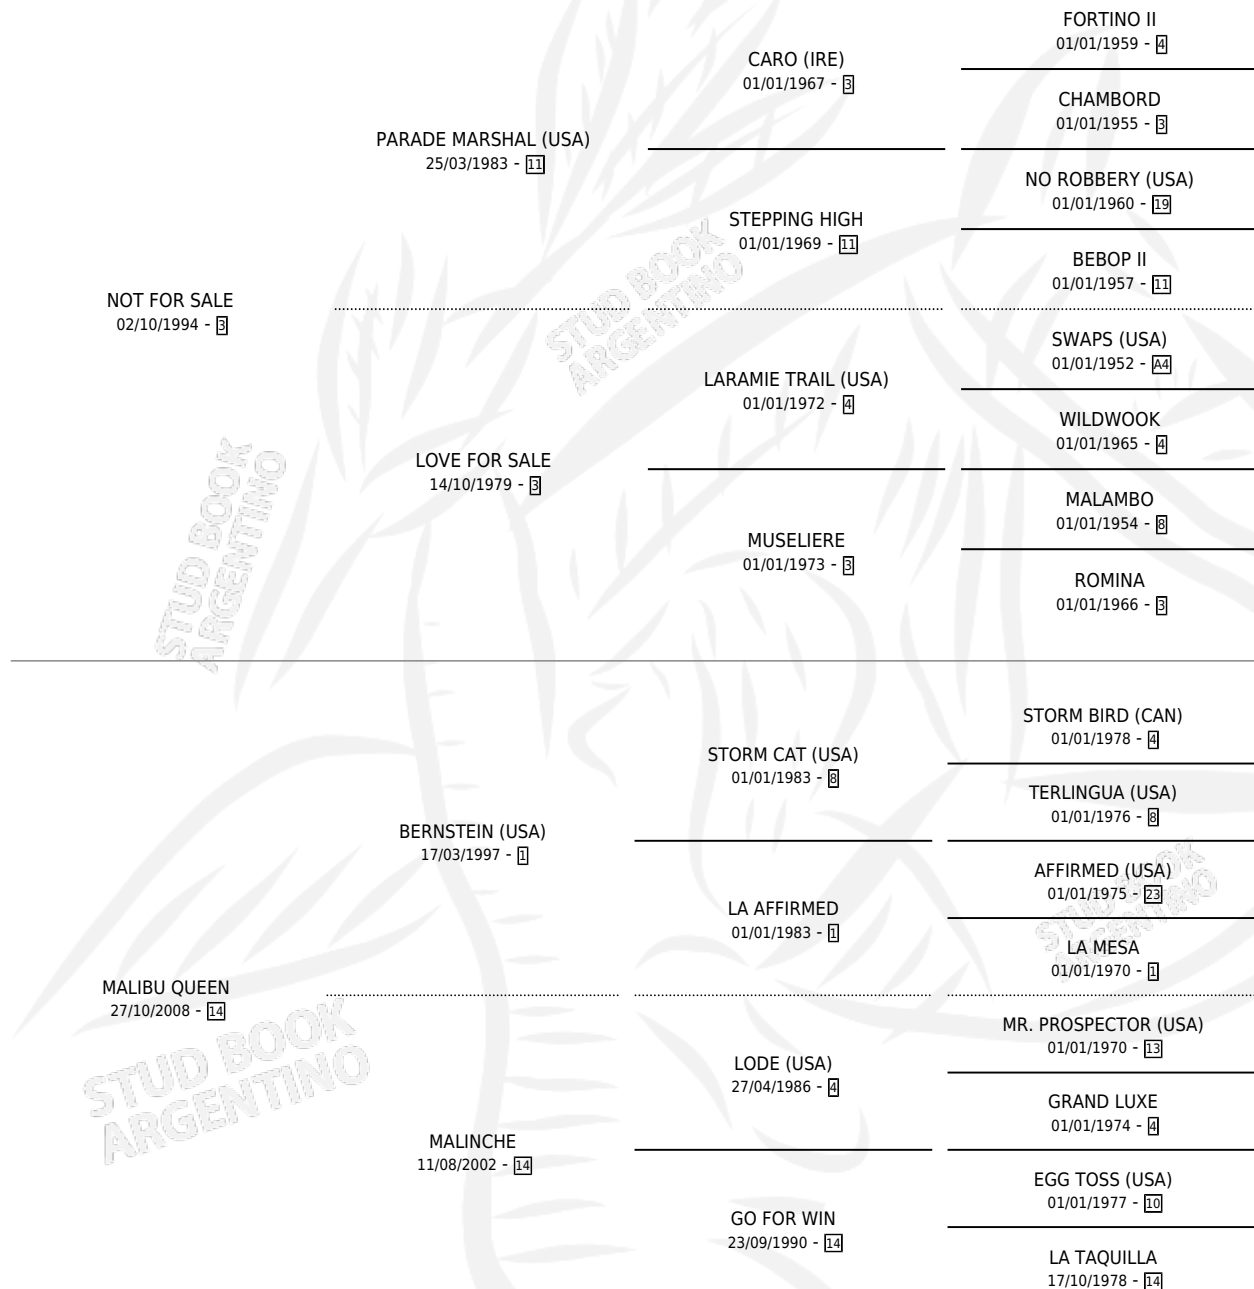 FORTINO II
01/01/1959 - 4
CARO (IRE)
01/01/1967 - 3
CHAMBORD
01/01/1955 - 3
PARADE MARSHAL (USA)
25/03/1983 - 11
NO ROBBERY (USA)
01/01/1960 - 19
STEPPING HIGH
01/01/1969 - 11
BEBOP II
01/01/1957 - 11
NOT FOR SALE
02/10/1994 - 3
SWAPS (USA)
01/01/1952 - A4
LARAMIE TRAIL (USA)
01/01/1972 - 4
WILDWOOK
01/01/1965 - 4
LOVE FOR SALE
14/10/1979 - 3
MALAMBO
01/01/1954 - 8
MUSELIERE
01/01/1973 - 3
ROMINA
01/01/1966 - 3
STORM BIRD (CAN)
01/01/1978 - 4
STORM CAT (USA)
01/01/1983 - 8
TERLINGUA (USA)
01/01/1976 - 8
BERNSTEIN (USA)
17/03/1997 - 1
AFFIRMED (USA)
01/01/1975 - 23
LA AFFIRMED
01/01/1983 - 1
LA MESA
01/01/1970 - 1
MALIBU QUEEN
27/10/2008 - 14
MR. PROSPECTOR (USA)
01/01/1970 - 13
LODE (USA)
27/04/1986 - 4
GRAND LUXE
01/01/1974 - 4
MALINCHE
11/08/2002 - 14
EGG TOSS (USA)
01/01/1977 - 10
GO FOR WIN
23/09/1990 - 14
LA TAQUILLA
17/10/1978 - 14
STUD BOOK
ARGENTINO
STUD BOOK
ARGENTINO
STUD BOOK
ARGENTINO
STUD BOOK
ARGENTINO